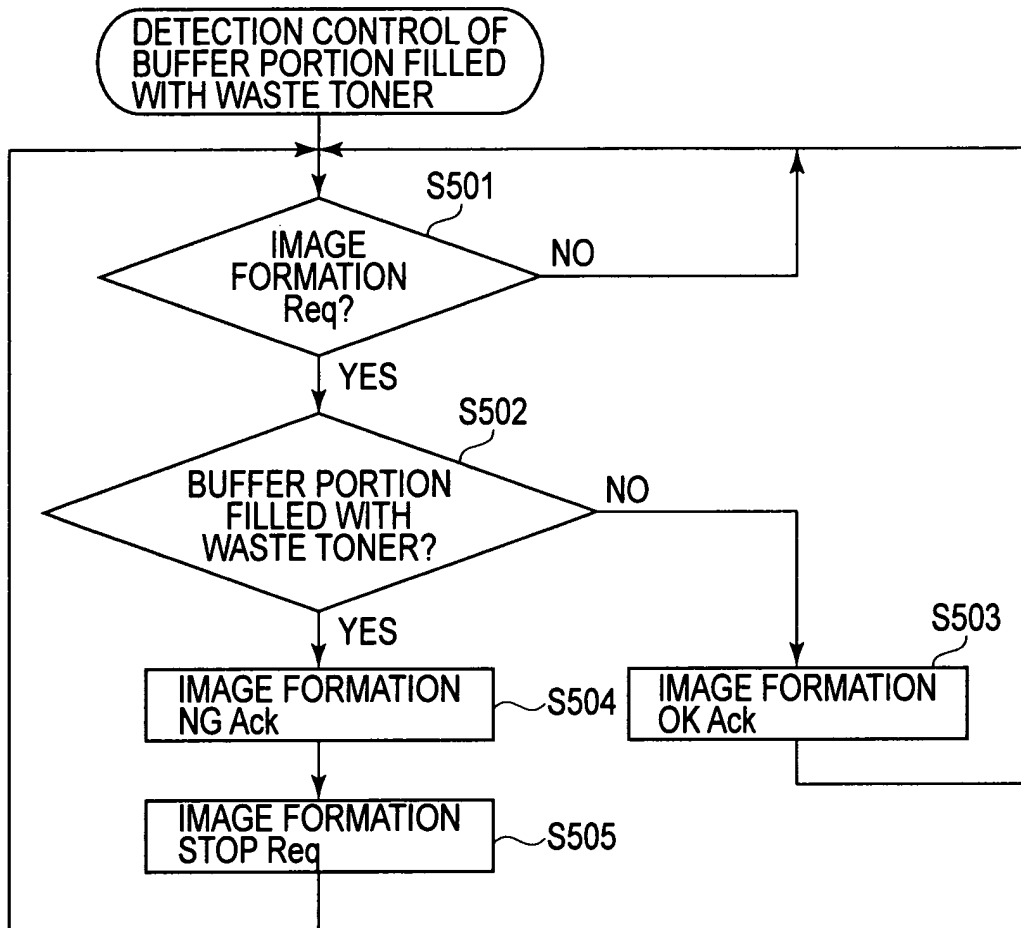 DETECTION CONTROL OF
BUFFER PORTION FILLED
WITH WASTE TONER
S501
IMAGE
FORMATION
Req?
NO
YES
S502
BUFFER PORTION
FILLED WITH
WASTE TONER?
NO
YES
S503
IMAGE FORMATION
NG Ack
S504
IMAGE FORMATION
OK Ack
IMAGE FORMATION
STOP Req
S505